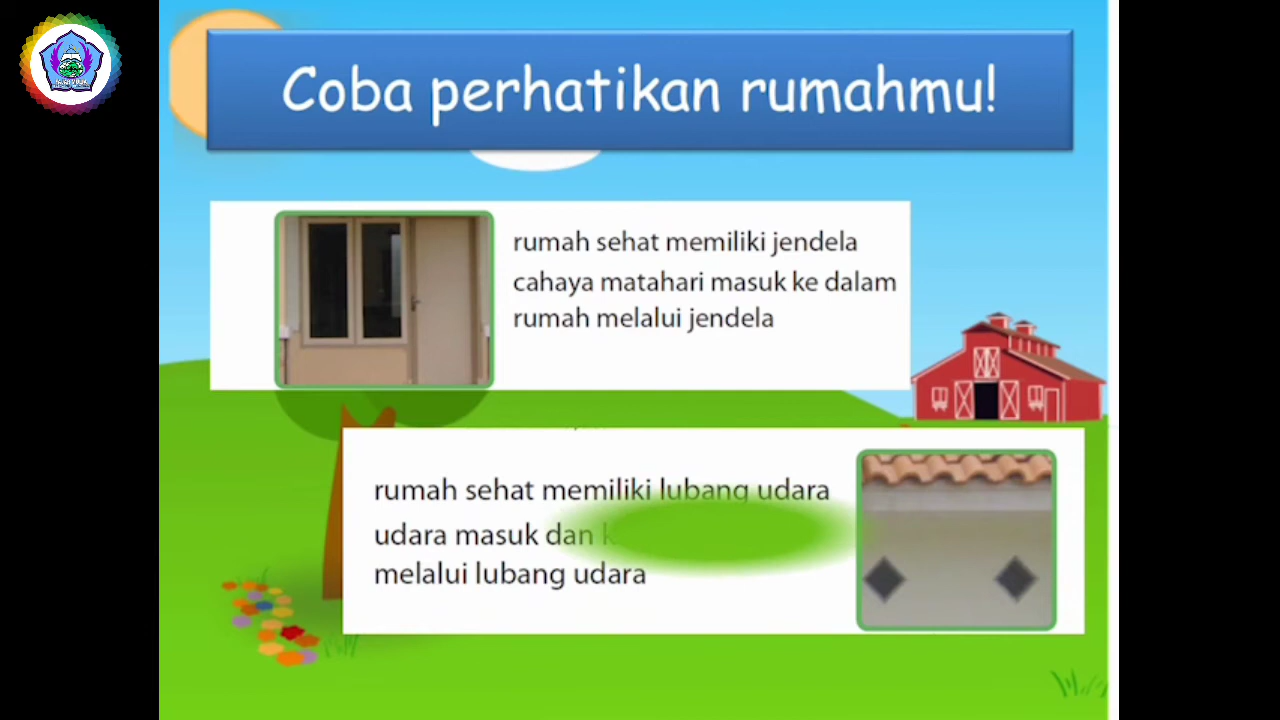 Coba perhatikan rumahmu!
rumah sehat memiliki jendela
cahaya matahari masuk ke dalam
rumah melalui jendela
rumah sehat memiliki lubang udara
udara masuk dan
melalui lubang udara